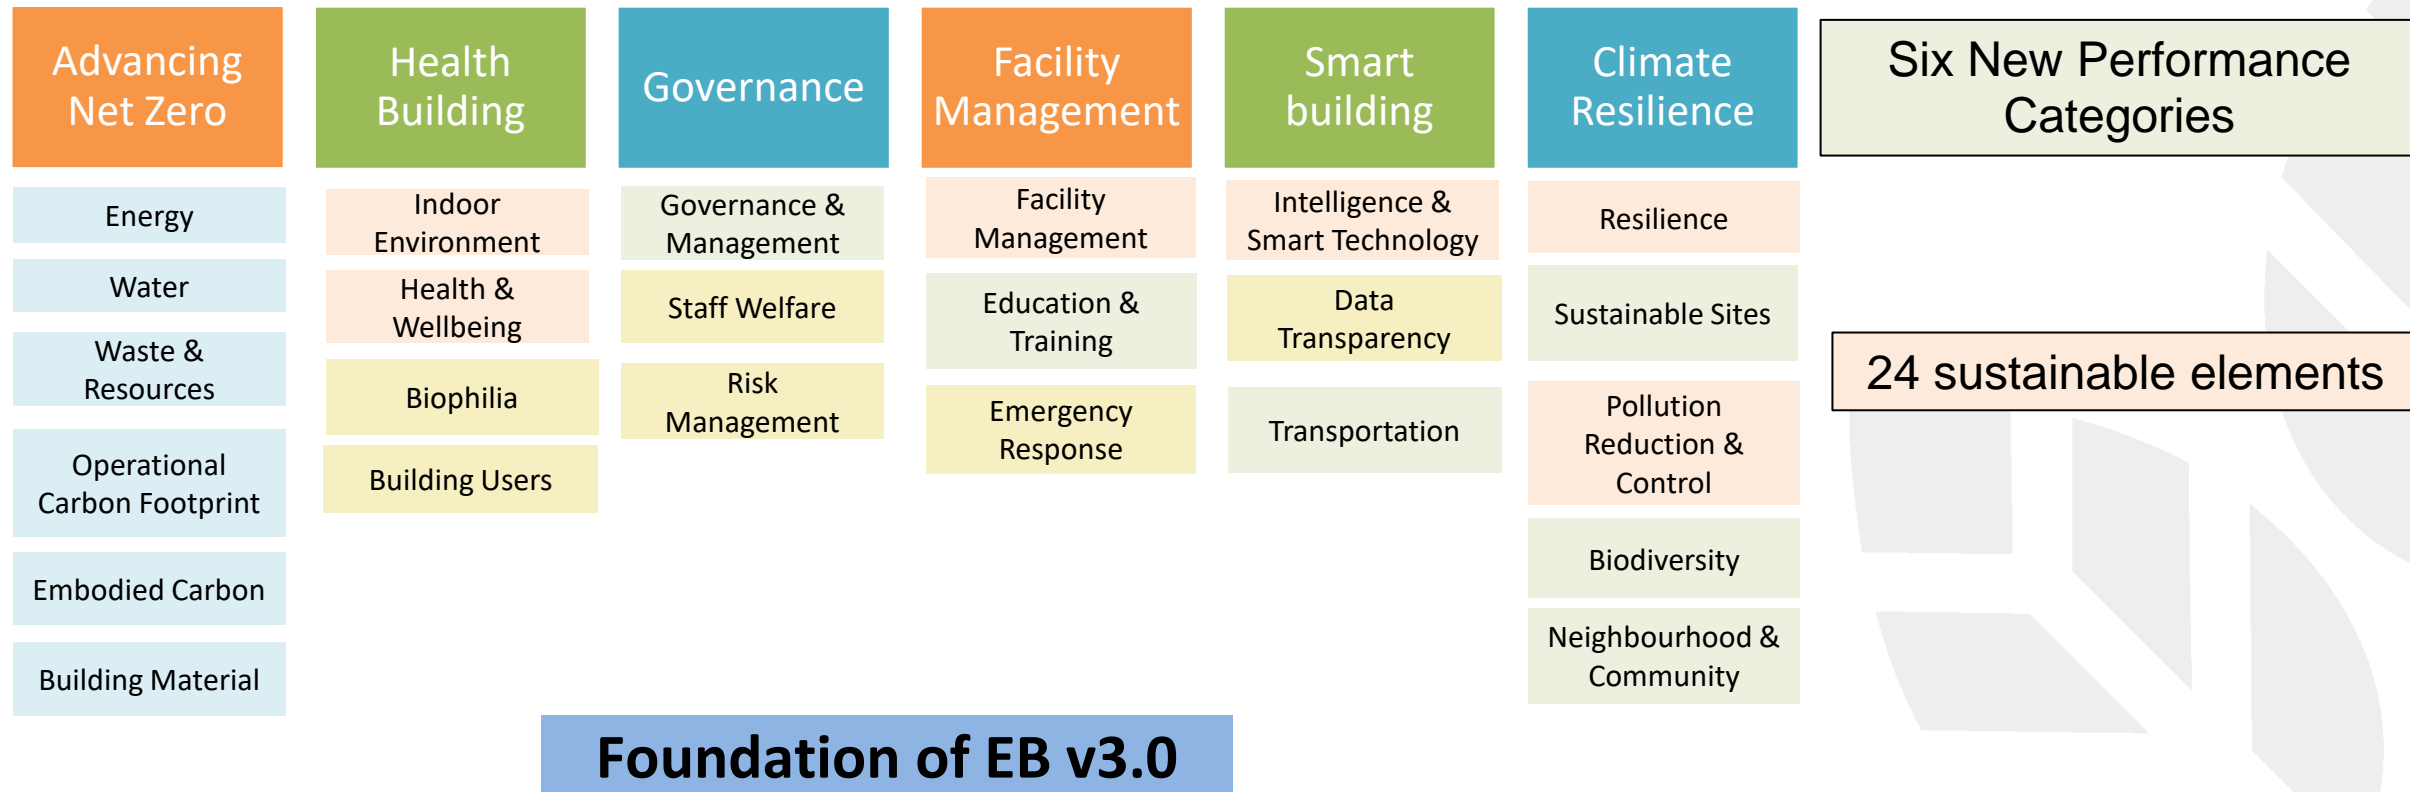 Advancing
Net Zero
Health
Building
Governance
Facility
Management
Smart
building
Climate
Resilience
Six New Performance
Categories
Energy
Water
Waste &
Resources
Operational
Carbon Footprint
Embodied Carbon
Building Material
Indoor
Environment
Health &
Wellbeing
Biophilia
Building Users
Governance &
Management
Staff Welfare
Risk
Management
Facility
Management
Education &
Training
Emergency
Response
Intelligence &
Smart Technology
Data
Transparency
Transportation
Resilience
Sustainable Sites
Pollution
Reduction &
Control
Biodiversity
Neighbourhood &
Community
24 sustainable elements
Foundation of EB v3.0